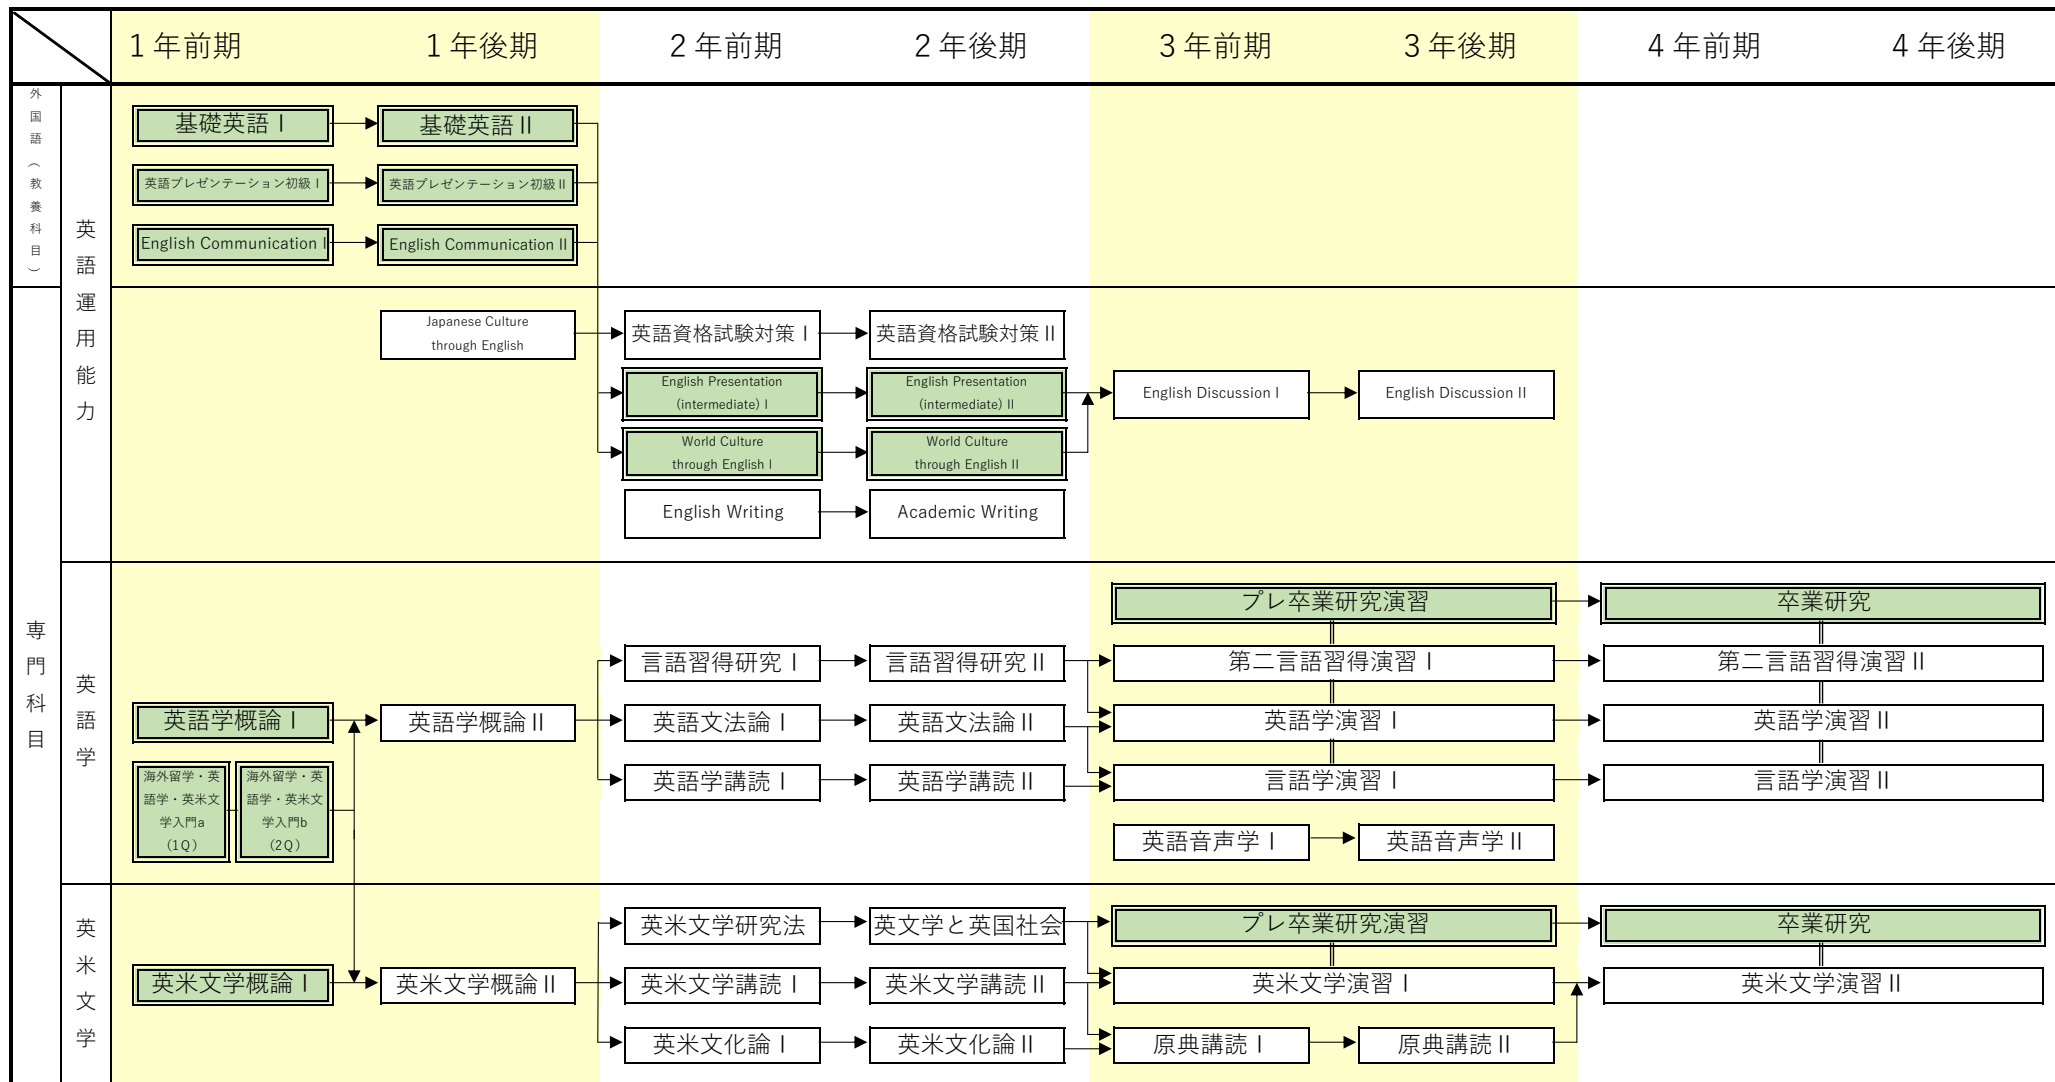 1年前期 1年後期 2年前期 2年後期 3年前期 3年後期 4年前期 4年後期
外国語（教養科目）
専門科目
英語運用能力
基礎英語Ⅰ 基礎英語Ⅱ
英語プレゼンテーション初級Ⅰ 英語プレゼンテーション初級Ⅱ
English Communication Ⅰ English Communication Ⅱ
Japanese Culture
through English
英語資格試験対策Ⅰ 英語資格試験対策Ⅱ
English Presentation
(intermediate) Ⅰ
English Presentation
(intermediate) Ⅱ
English Discussion Ⅰ English Discussion Ⅱ
World Culture
through English Ⅰ
World Culture
through English Ⅱ
English Writing Academic Writing
英語学
プレ卒業研究演習 卒業研究
言語習得研究Ⅰ 言語習得研究Ⅱ 第二言語習得演習Ⅰ 第二言語習得演習Ⅱ
英語学概論Ⅰ 英語学概論Ⅱ 英語文法論Ⅰ 英語文法論Ⅱ 英語学演習Ⅰ 英語学演習Ⅱ
海外留学・英
語学・英米文
学入門a
(1Q)
海外留学・英
語学・英米文
学入門b
(2Q)
英語学講読Ⅰ 英語学講読Ⅱ 言語学演習Ⅰ 言語学演習Ⅱ
英語音声学Ⅰ 英語音声学Ⅱ
英米文学
英米文学研究法 英文学と英国社会 プレ卒業研究演習 卒業研究
英米文学概論Ⅰ 英米文学概論Ⅱ 英米文学講読Ⅰ 英米文学講読Ⅱ 英米文学演習Ⅰ 英米文学演習Ⅱ
英米文化論Ⅰ 英米文化論Ⅱ 原典講読Ⅰ 原典講読Ⅱ